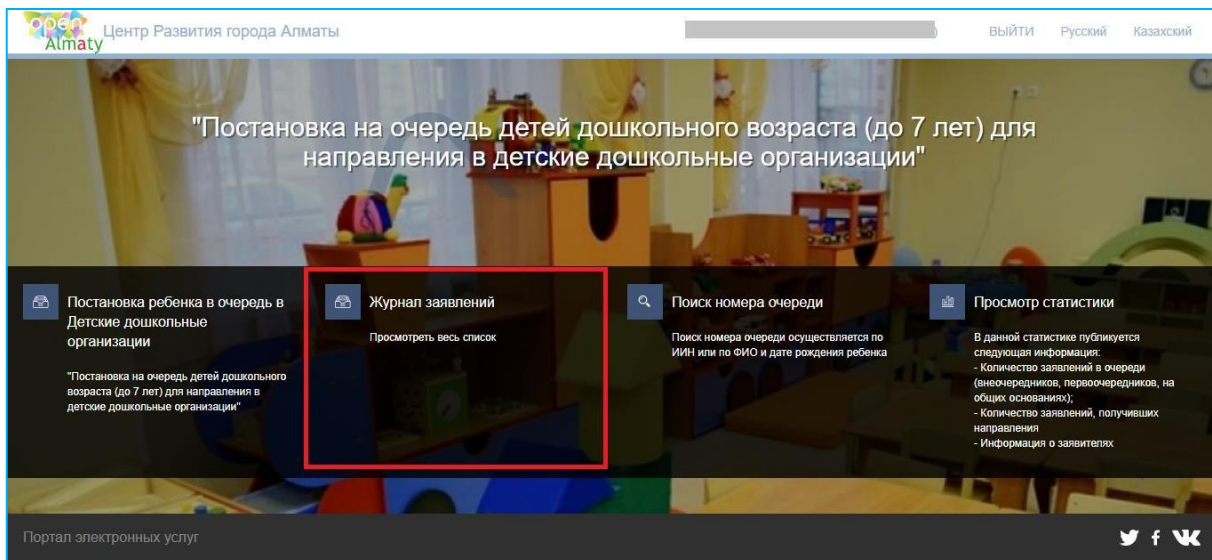 open
Almaty
Центр Развития города Алматы
ВЫЙТИ
Русский
Казахский
"Постановка на очередь детей дошкольного возраста (до 7 лет) для
направления в детские дошкольные организации"
Постановка ребенка в очередь в
Детские дошкольные
организации
"Постановка на очередь детей дошкольного
возраста (до 7 лет) для направления в
детские дошкольные организации"
Журнал заявлений
Просмотреть весь список
Поиск номера очереди
Поиск номера очереди осуществляется по
ИИН или по ФИО и дате рождения ребенка
Просмотр статистики
В данной статистике публикуется
следующая информация:
- Количество заявлений в очереди
(внеочередников, первоочередников, на
общих основаниях);
- Количество заявлений, получивших
направления
- Информация о заявителях
Портал электронных услуг